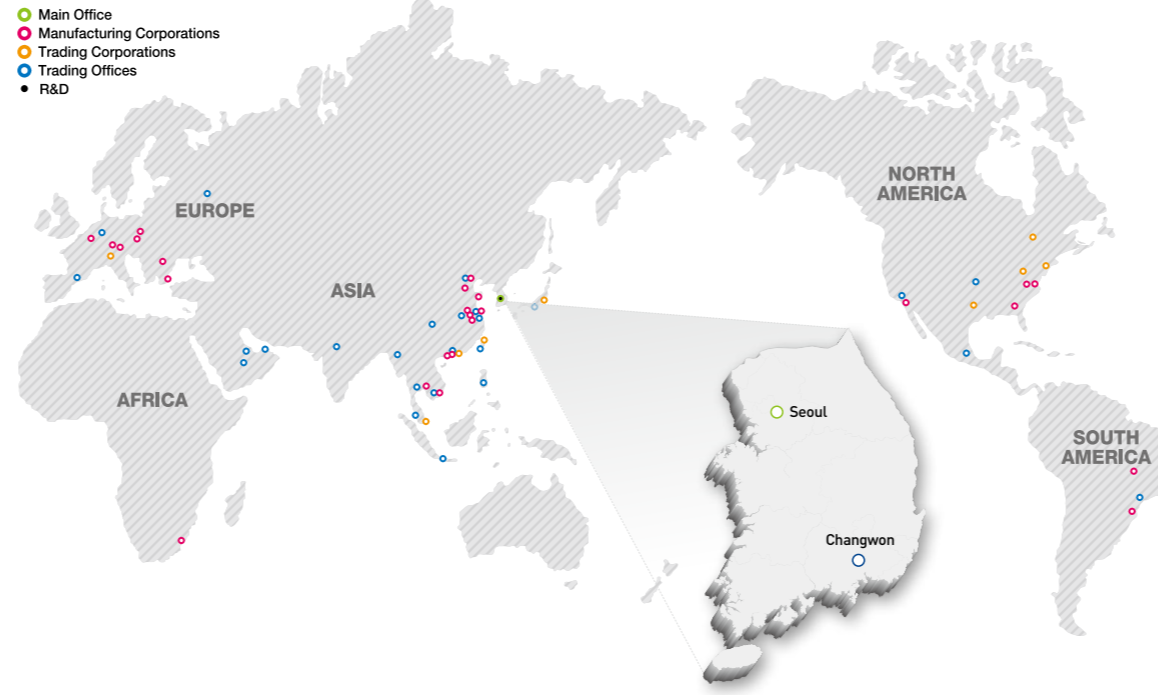 Main Office
Manufacturing Corporations
Trading Corporations
Trading Offices
R&D
EUROPE
ASIA
AFRICA
NORTH
AMERICA
SOUTH
AMERICA
Seoul
Changwon